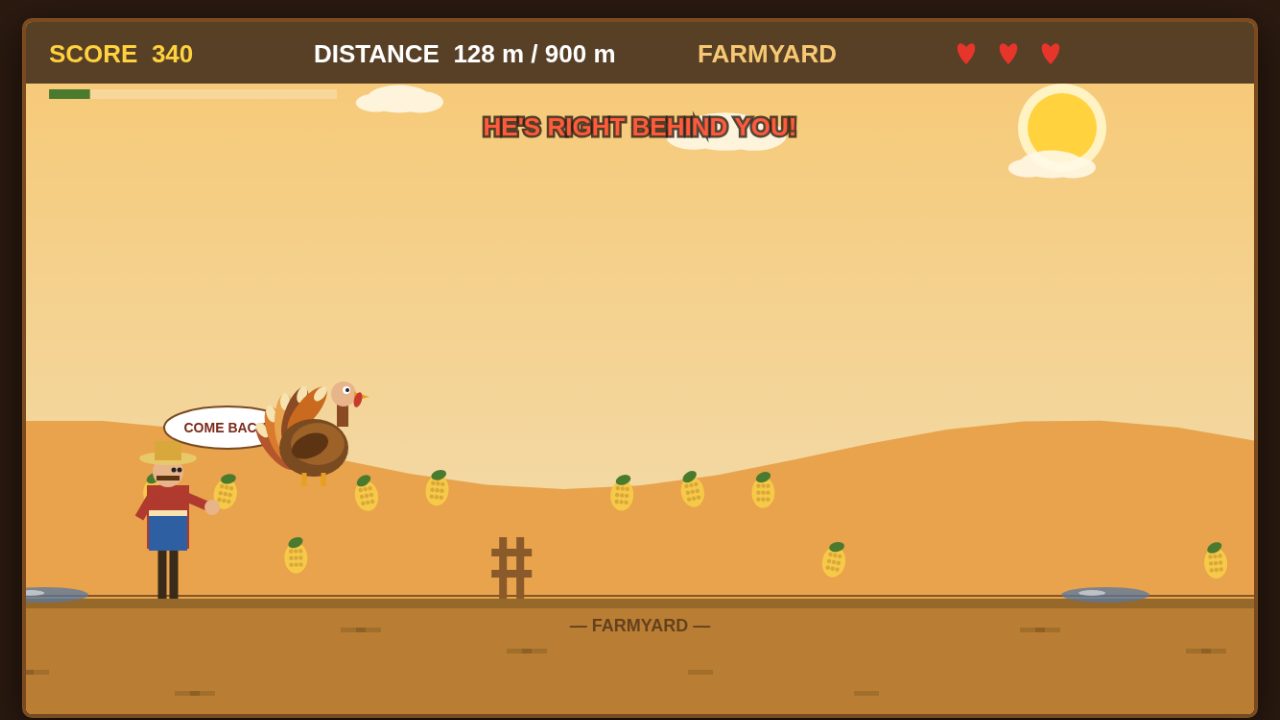 SCORE 340
DISTANCE 128 m / 900 m
FARMYARD
HE'S RIGHT BEHIND YOU!
COME BAC
— FARMYARD —